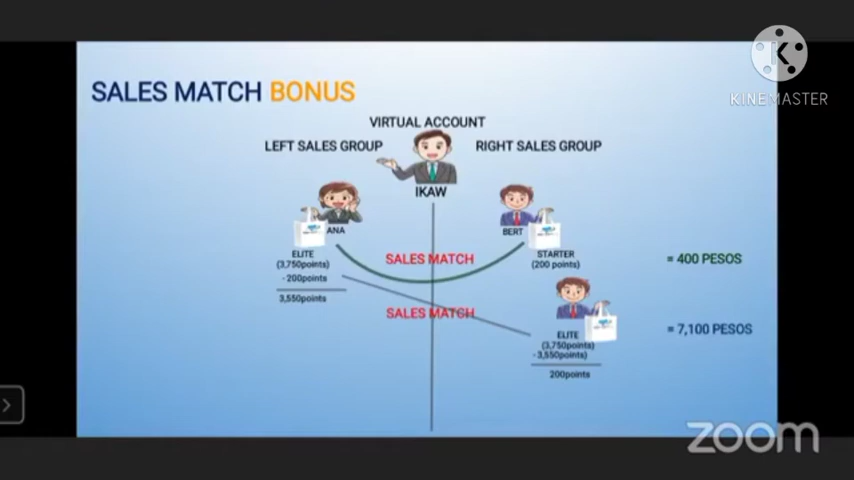 SALES MATCH BONUS
KINEMASTER
VIRTUAL ACCOUNT
LEFT SALES GROUP
RIGHT SALES GROUP
IKAW
ANA
BERT
ELITE
(3,750points)
- 200points
3,550points
SALES MATCH
STARTER
(200 points)
= 400 PESOS
SALES MATCH
ELITE
(3,750points)
- 3,550points)
200points
= 7,100 PESOS
zoom